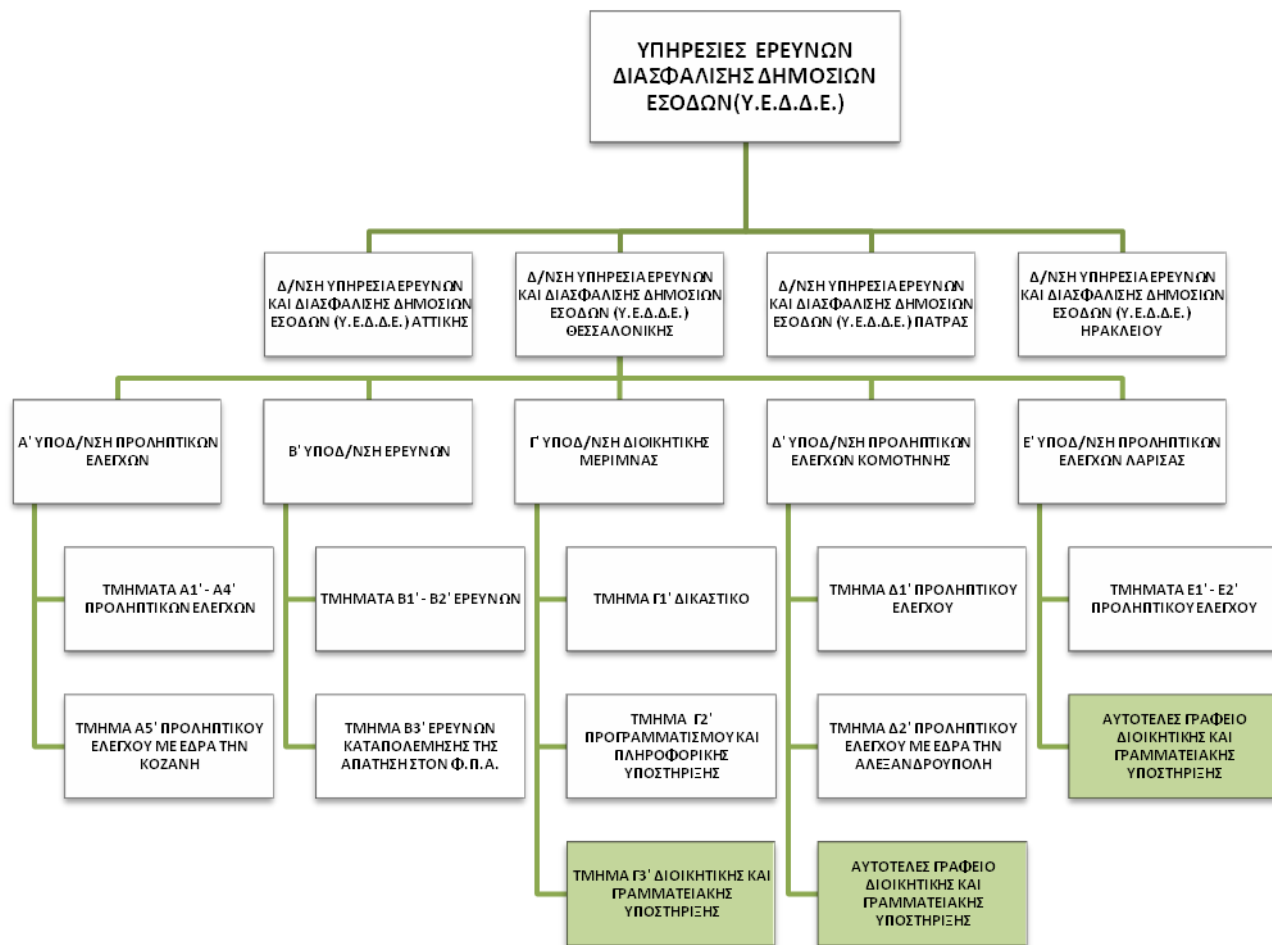 ΥΠΗΡΕΣΙΕΣ ΕΡΕΥΝΩΝ
ΔΙΑΣΦΑΛΙΣΗΣ ΔΗΜΟΣΙΩΝ
ΕΣΟΔΩΝ(Υ.Ε.Δ.Δ.Ε.)
Δ/ΝΣΗ ΥΠΗΡΕΣΙΑ ΕΡΕΥΝΩΝ
ΚΑΙ ΔΙΑΣΦΑΛΙΣΗΣ ΔΗΜΟΣΙΩΝ
ΕΣΟΔΩΝ (Υ.Ε.Δ.Δ.Ε.) ΑΤΤΙΚΗΣ
Δ/ΝΣΗ ΥΠΗΡΕΣΙΑ ΕΡΕΥΝΩΝ
ΚΑΙ ΔΙΑΣΦΑΛΙΣΗΣ ΔΗΜΟΣΙΩΝ
ΕΣΟΔΩΝ (Υ.Ε.Δ.Δ.Ε.)
ΘΕΣΣΑΛΟΝΙΚΗΣ
Δ/ΝΣΗ ΥΠΗΡΕΣΙΑ ΕΡΕΥΝΩΝ
ΚΑΙ ΔΙΑΣΦΑΛΙΣΗΣ ΔΗΜΟΣΙΩΝ
ΕΣΟΔΩΝ (Υ.Ε.Δ.Δ.Ε.) ΠΑΤΡΑΣ
Δ/ΝΣΗ ΥΠΗΡΕΣΙΑ ΕΡΕΥΝΩΝ
ΚΑΙ ΔΙΑΣΦΑΛΙΣΗΣ ΔΗΜΟΣΙΩΝ
ΕΣΟΔΩΝ (Υ.Ε.Δ.Δ.Ε.)
ΗΡΑΚΛΕΙΟΥ
Α' ΥΠΟΔ/ΝΣΗ ΠΡΟΛΗΠΤΙΚΩΝ
ΕΛΕΓΧΩΝ
Β' ΥΠΟΔ/ΝΣΗ ΕΡΕΥΝΩΝ
Γ' ΥΠΟΔ/ΝΣΗ ΔΙΟΙΚΗΤΙΚΗΣ
ΜΕΡΙΜΝΑΣ
Δ' ΥΠΟΔ/ΝΣΗ ΠΡΟΛΗΠΤΙΚΩΝ
ΕΛΕΓΧΩΝ ΚΟΜΟΤΗΝΗΣ
Ε' ΥΠΟΔ/ΝΣΗ ΠΡΟΛΗΠΤΙΚΩΝ
ΕΛΕΓΧΩΝ ΛΑΡΙΣΑΣ
ΤΜΗΜΑΤΑ Α1' - Α4'
ΠΡΟΛΗΠΤΙΚΩΝ ΕΛΕΓΧΩΝ
ΤΜΗΜΑΤΑ Β1' - Β2' ΕΡΕΥΝΩΝ
ΤΜΗΜΑ Γ1' ΔΙΚΑΣΤΙΚΟ
ΤΜΗΜΑ Δ1' ΠΡΟΛΗΠΤΙΚΟΥ
ΕΛΕΓΧΟΥ
ΤΜΗΜΑΤΑ Ε1' - Ε2'
ΠΡΟΛΗΠΤΙΚΟΥ ΕΛΕΓΧΟΥ
ΤΜΗΜΑ Α5' ΠΡΟΛΗΠΤΙΚΟΥ
ΕΛΕΓΧΟΥ ΜΕ ΕΔΡΑ ΤΗΝ
ΚΟΖΑΝΗ
ΤΜΗΜΑ Β3' ΕΡΕΥΝΩΝ
ΚΑΤΑΠΟΛΕΜΗΣΗΣ ΤΗΣ
ΑΠΑΤΗΣΗ ΣΤΟΝ Φ.Π.Α.
ΤΜΗΜΑ Γ2'
ΠΡΟΓΡΑΜΜΑΤΙΣΜΟΥ ΚΑΙ
ΠΛΗΡΟΦΟΡΙΚΗΣ
ΥΠΟΣΤΗΡΙΞΗΣ
ΤΜΗΜΑ Δ2' ΠΡΟΛΗΠΤΙΚΟΥ
ΕΛΕΓΧΟΥ ΜΕ ΕΔΡΑ ΤΗΝ
ΑΛΕΞΑΝΔΡΟΥΠΟΛΗ
ΑΥΤΟΤΕΛΕΣ ΓΡΑΦΕΙΟ
ΔΙΟΙΚΗΤΙΚΗΣ ΚΑΙ
ΓΡΑΜΜΑΤΕΙΑΚΗΣ
ΥΠΟΣΤΗΡΙΞΗΣ
ΤΜΗΜΑ Γ3' ΔΙΟΙΚΗΤΙΚΗΣ ΚΑΙ
ΓΡΑΜΜΑΤΕΙΑΚΗΣ
ΥΠΟΣΤΗΡΙΞΗΣ
ΑΥΤΟΤΕΛΕΣ ΓΡΑΦΕΙΟ
ΔΙΟΙΚΗΤΙΚΗΣ ΚΑΙ
ΓΡΑΜΜΑΤΕΙΑΚΗΣ
ΥΠΟΣΤΗΡΙΞΗΣ